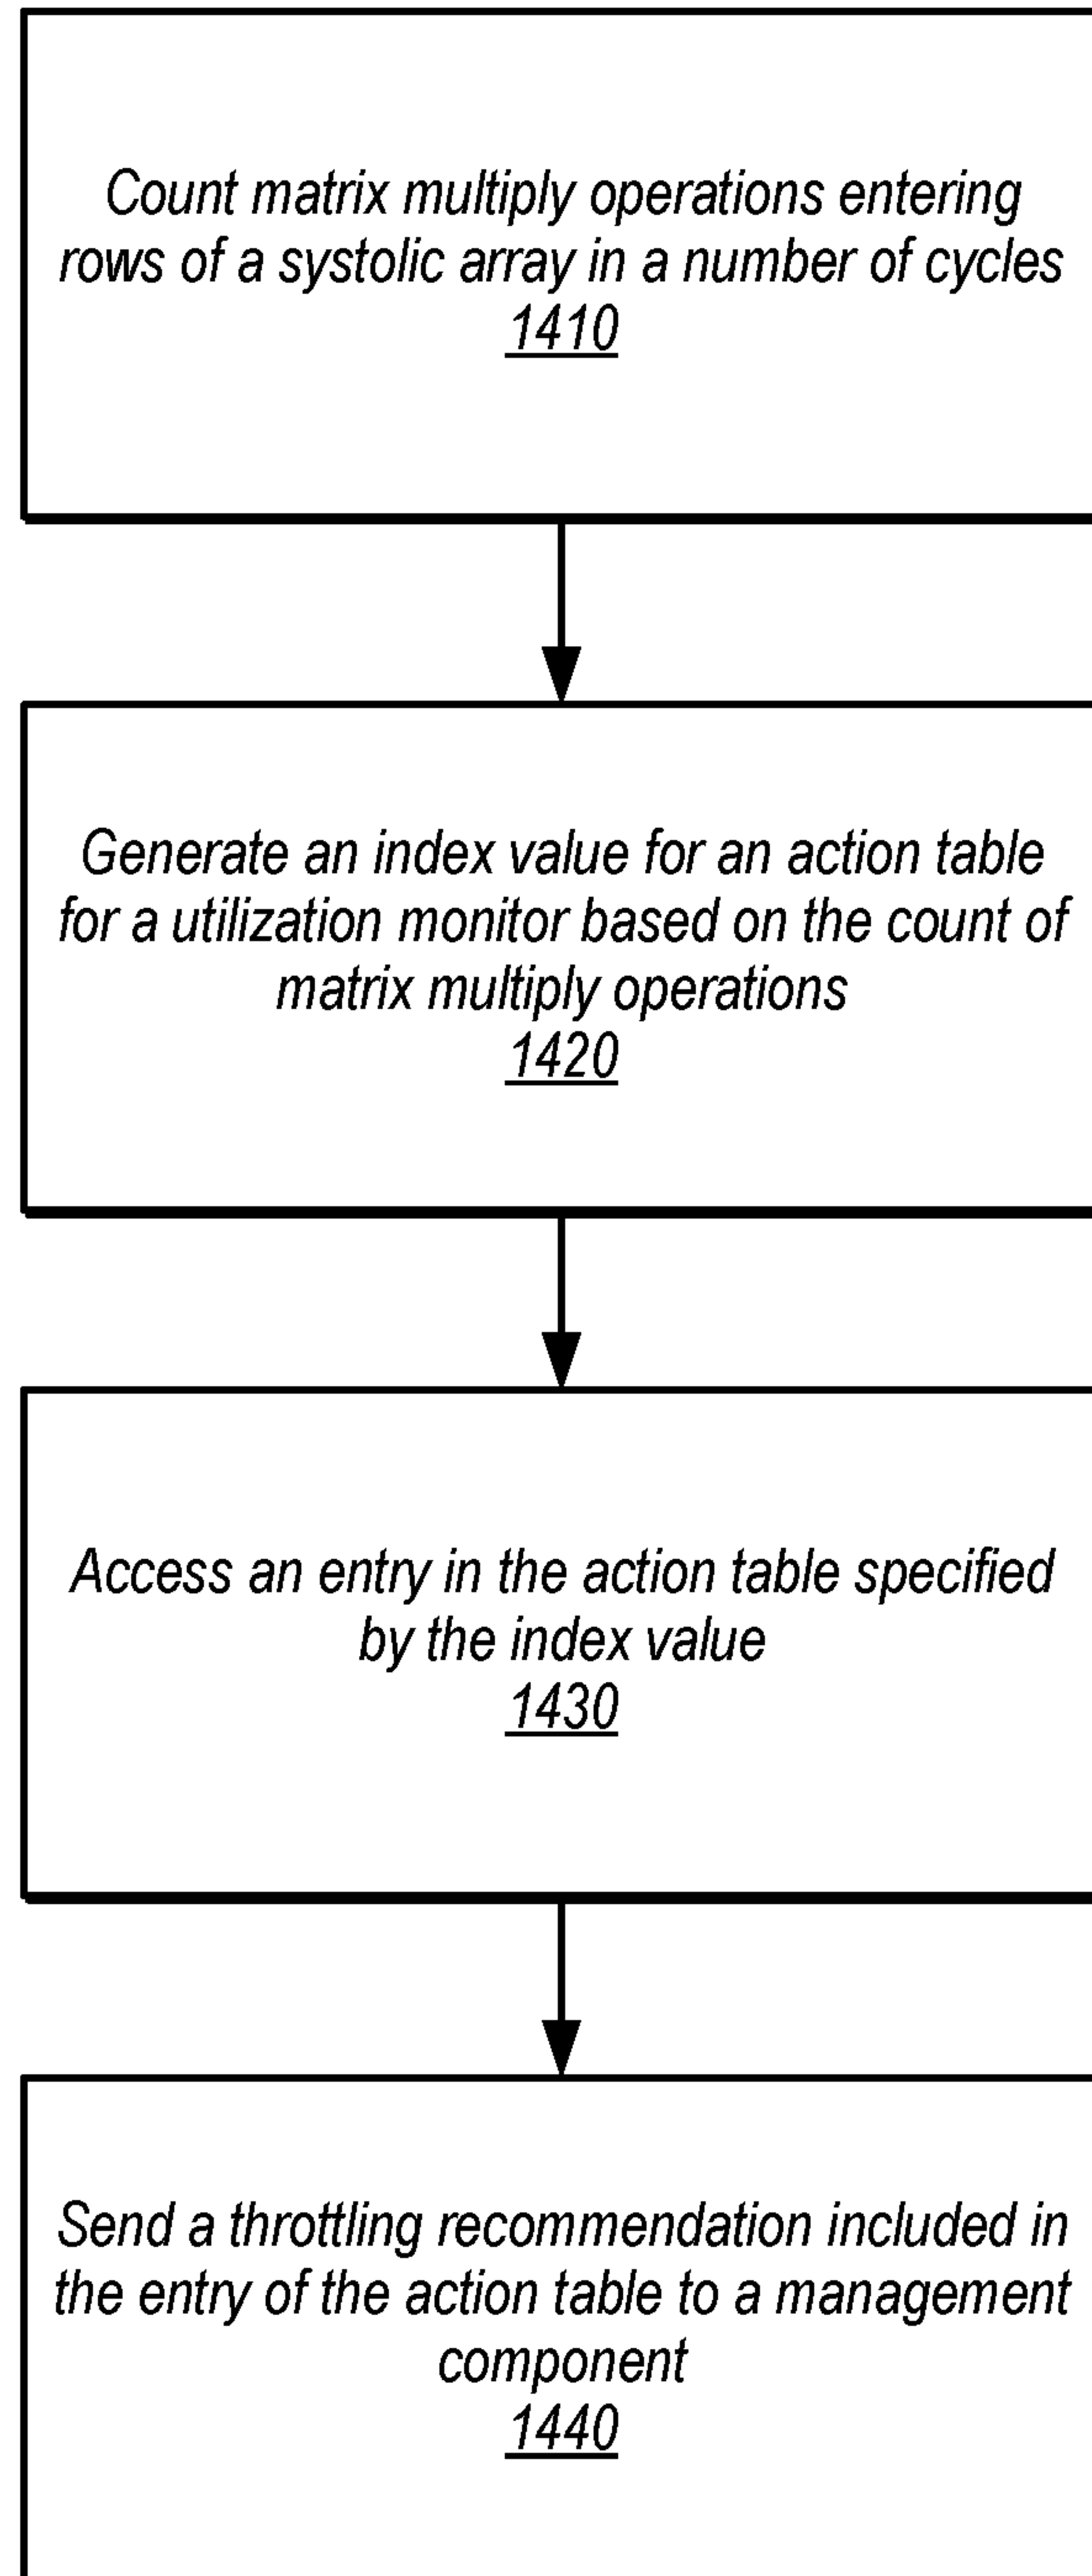 Count matrix multiply operations entering
rows of a systolic array in a number of cycles
1410
Generate an index value for an action table
for a utilization monitor based on the count of
matrix multiply operations
1420
Access an entry in the action table specified
by the index value
1430
Send a throttling recommendation included in
the entry of the action table to a management
component
1440